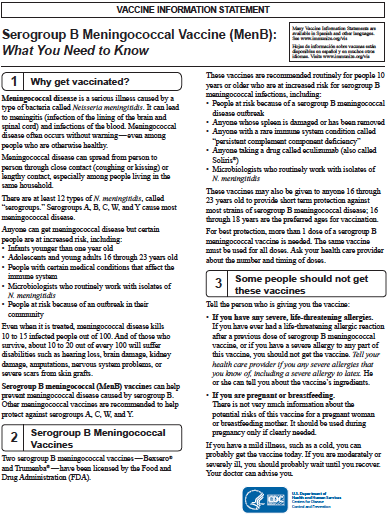 VACCINE INFORMATION STATEMENT
Serogroup B Meningococcal Vaccine (MenB):
What You Need to Know
Many Vaccine Information Statements are
available in Spanish and other languages.
See www.immunize.org/vis
Hojas de información sobre vacunas están
disponibles en español y en muchos otros
idiomas. Visite www.immunize.org/vis
1 Why get vaccinated?
Meningococcal disease is a serious illness caused by a
type of bacteria called Neisseria meningitidis. It can lead
to meningitis (infection of the lining of the brain and
spinal cord) and infections of the blood. Meningococcal
disease often occurs without warning—even among
people who are otherwise healthy.
Meningococcal disease can spread from person to
person through close contact (coughing or kissing) or
lengthy contact, especially among people living in the
same household.
There are at least 12 types of N. meningitidis, called
“serogroups.” Serogroups A, B, C, W, and Y cause most
meningococcal disease.
Anyone can get meningococcal disease but certain
people are at increased risk, including:
• Infants younger than one year old
• Adolescents and young adults 16 through 23 years old
• People with certain medical conditions that affect the
immune system
• Microbiologists who routinely work with isolates of
N. meningitidis
• People at risk because of an outbreak in their
community
Even when it is treated, meningococcal disease kills
10 to 15 infected people out of 100. And of those who
survive, about 10 to 20 out of every 100 will suffer
disabilities such as hearing loss, brain damage, kidney
damage, amputations, nervous system problems, or
severe scars from skin grafts.
Serogroup B meningococcal (MenB) vaccines can help
prevent meningococcal disease caused by serogroup B.
Other meningococcal vaccines are recommended to help
protect against serogroups A, C, W, and Y.
2 Serogroup B Meningococcal
Vaccines
Two serogroup B meningococcal vaccines—Bexsero®
and Trumenba®—have been licensed by the Food and
Drug Administration (FDA).
These vaccines are recommended routinely for people 10
years or older who are at increased risk for serogroup B
meningococcal infections, including:
• People at risk because of a serogroup B meningococcal
disease outbreak
• Anyone whose spleen is damaged or has been removed
• Anyone with a rare immune system condition called
“persistent complement component deficiency”
• Anyone taking a drug called eculizumab (also called
Soliris®)
• Microbiologists who routinely work with isolates of
N. meningitidis
These vaccines may also be given to anyone 16 through
23 years old to provide short term protection against
most strains of serogroup B meningococcal disease; 16
through 18 years are the preferred ages for vaccination.
For best protection, more than 1 dose of a serogroup B
meningococcal vaccine is needed. The same vaccine
must be used for all doses. Ask your health care provider
about the number and timing of doses.
3 Some people should not get
these vaccines
Tell the person who is giving you the vaccine:
• If you have any severe, life-threatening allergies.
If you have ever had a life-threatening allergic reaction
after a previous dose of serogroup B meningococcal
vaccine, or if you have a severe allergy to any part of
this vaccine, you should not get the vaccine. Tell your
health care provider if you any severe allergies that
you know of, including a severe allergy to latex. He
or she can tell you about the vaccine’s ingredients.
• If you are pregnant or breastfeeding.
There is not very much information about the
potential risks of this vaccine for a pregnant woman
or breastfeeding mother. It should be used during
pregnancy only if clearly needed.
If you have a mild illness, such as a cold, you can
probably get the vaccine today. If you are moderately or
severely ill, you should probably wait until you recover.
Your doctor can advise you.
CDC
U.S. Department of
Health and Human Services
Centers for Disease
Control and Prevention